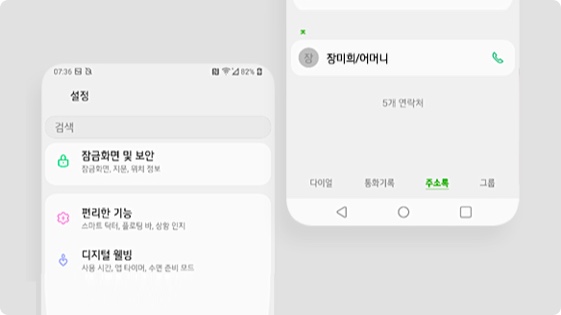 07:36
82%
설정
검색
잠금화면 및 보안
잠금화면, 지문, 위치 정보
편리한 기능
스마트 닥터, 플로팅 바, 상황 인지
디지털 웰빙
사용 시간, 앱 타이머, 수면 준비 모드
ㅈ
장
장미희/어머니
5개 연락처
다이얼
통화기록
주소록
그룹